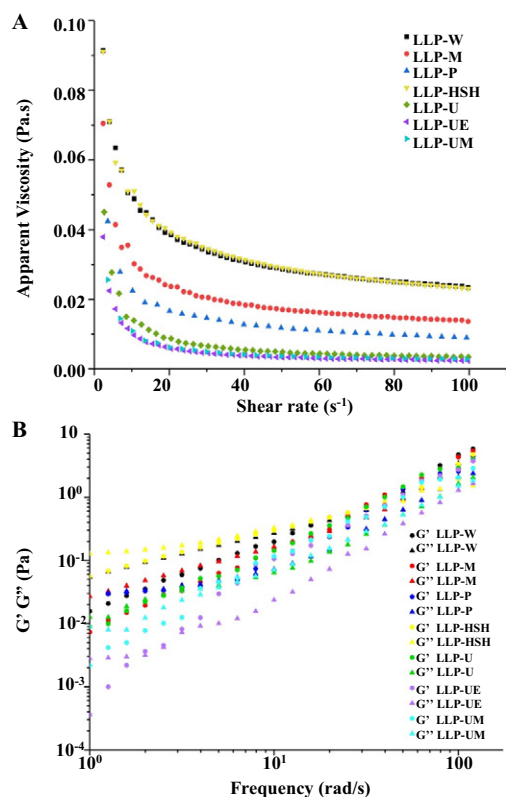 A
0.10
0.08
0.06
0.04
0.02
0.00
Apparent Viscosity (Pa.s)
LLP-W
LLP-M
LLP-P
LLP-HSH
LLP-U
LLP-UE
LLP-UM
0 20 40 60 80 100
Shear rate (s⁻¹)
B
10
10⁰
10⁻¹
10⁻²
10⁻³
10⁻⁴
G' G'' (Pa)
G' LLP-W
G'' LLP-W
G' LLP-M
G'' LLP-M
G' LLP-P
G'' LLP-P
G' LLP-HSH
G'' LLP-HSH
G' LLP-U
G'' LLP-U
G' LLP-UE
G'' LLP-UE
G' LLP-UM
G'' LLP-UM
10⁰ 10¹ 10²
Frequency (rad/s)